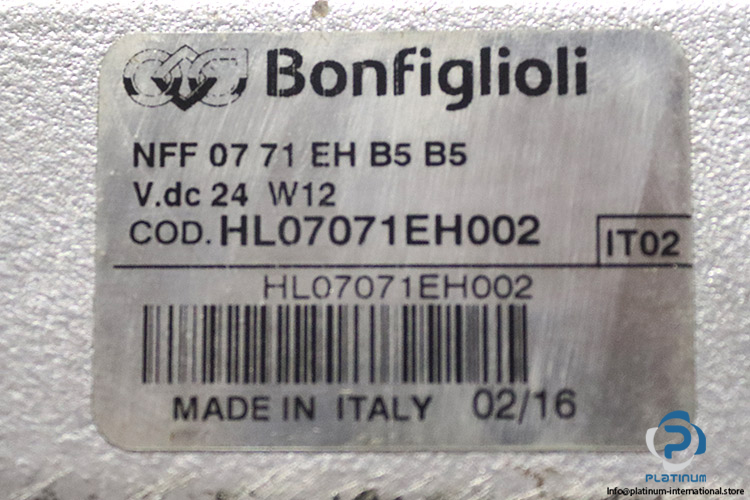 Bonfiglioli
NFF 07 71 EH B5 B5
V.dc 24 W12
COD. HL07071EH002
IT02
HL07071EH002
MADE IN ITALY 02/16
PLATINUM
Info@platinum-international.store